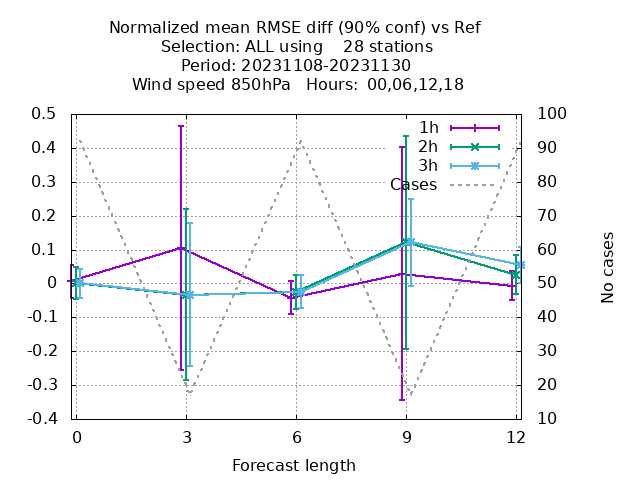 Normalized mean RMSE diff (90% conf) vs Ref
Selection: ALL using    28 stations
Period: 20231108-20231130
Wind speed 850hPa   Hours: 00,06,12,18
0.5
0.4
0.3
0.2
0.1
0
-0.1
-0.2
-0.3
-0.4
100
90
80
70
60
50
40
30
20
10
1h
2h
3h
Cases
No cases
0 3 6 9 12
Forecast length